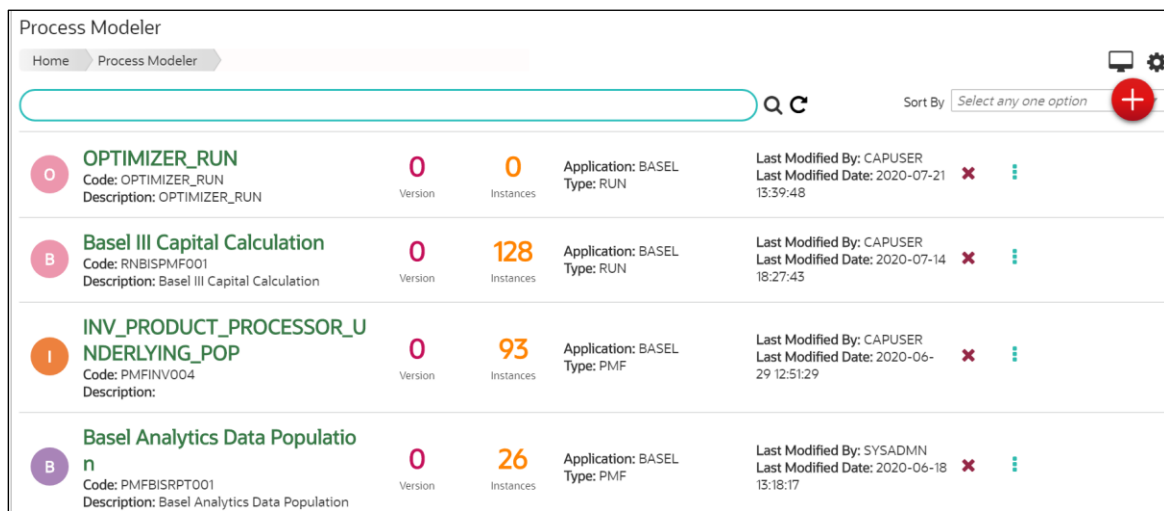 Process Modeler
Home Process Modeler
Sort By Select any one option
O
OPTIMIZER_RUN
Code: OPTIMIZER_RUN
Description: OPTIMIZER_RUN
0
Version
0
Instances
Application: BASEL
Type: RUN
Last Modified By: CAPUSER
Last Modified Date: 2020-07-21
13:39:48
B
Basel III Capital Calculation
Code: RNBISPMF001
Description: Basel III Capital Calculation
0
Version
128
Instances
Application: BASEL
Type: RUN
Last Modified By: CAPUSER
Last Modified Date: 2020-07-14
18:27:43
I
INV_PRODUCT_PROCESSOR_U
NDERLYING_POP
Code: PMFINV004
Description:
0
Version
93
Instances
Application: BASEL
Type: PMF
Last Modified By: CAPUSER
Last Modified Date: 2020-06-
29 12:51:29
B
Basel Analytics Data Populatio
n
Code: PMFBISRPT001
Description: Basel Analytics Data Population
0
Version
26
Instances
Application: BASEL
Type: PMF
Last Modified By: SYSADMN
Last Modified Date: 2020-06-18
13:18:17